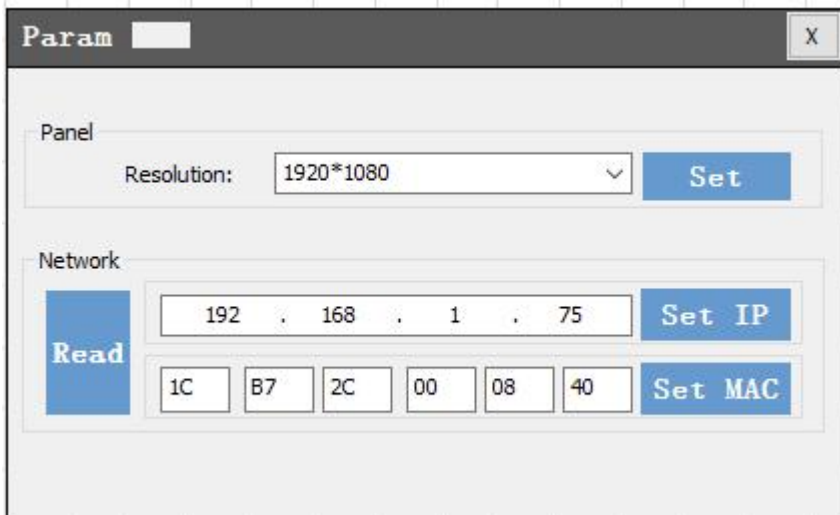 Param
X
Panel
Resolution: 1920*1080 Set
Network
Read
192 . 168 . 1 . 75 Set IP
1C B7 2C 00 08 40 Set MAC